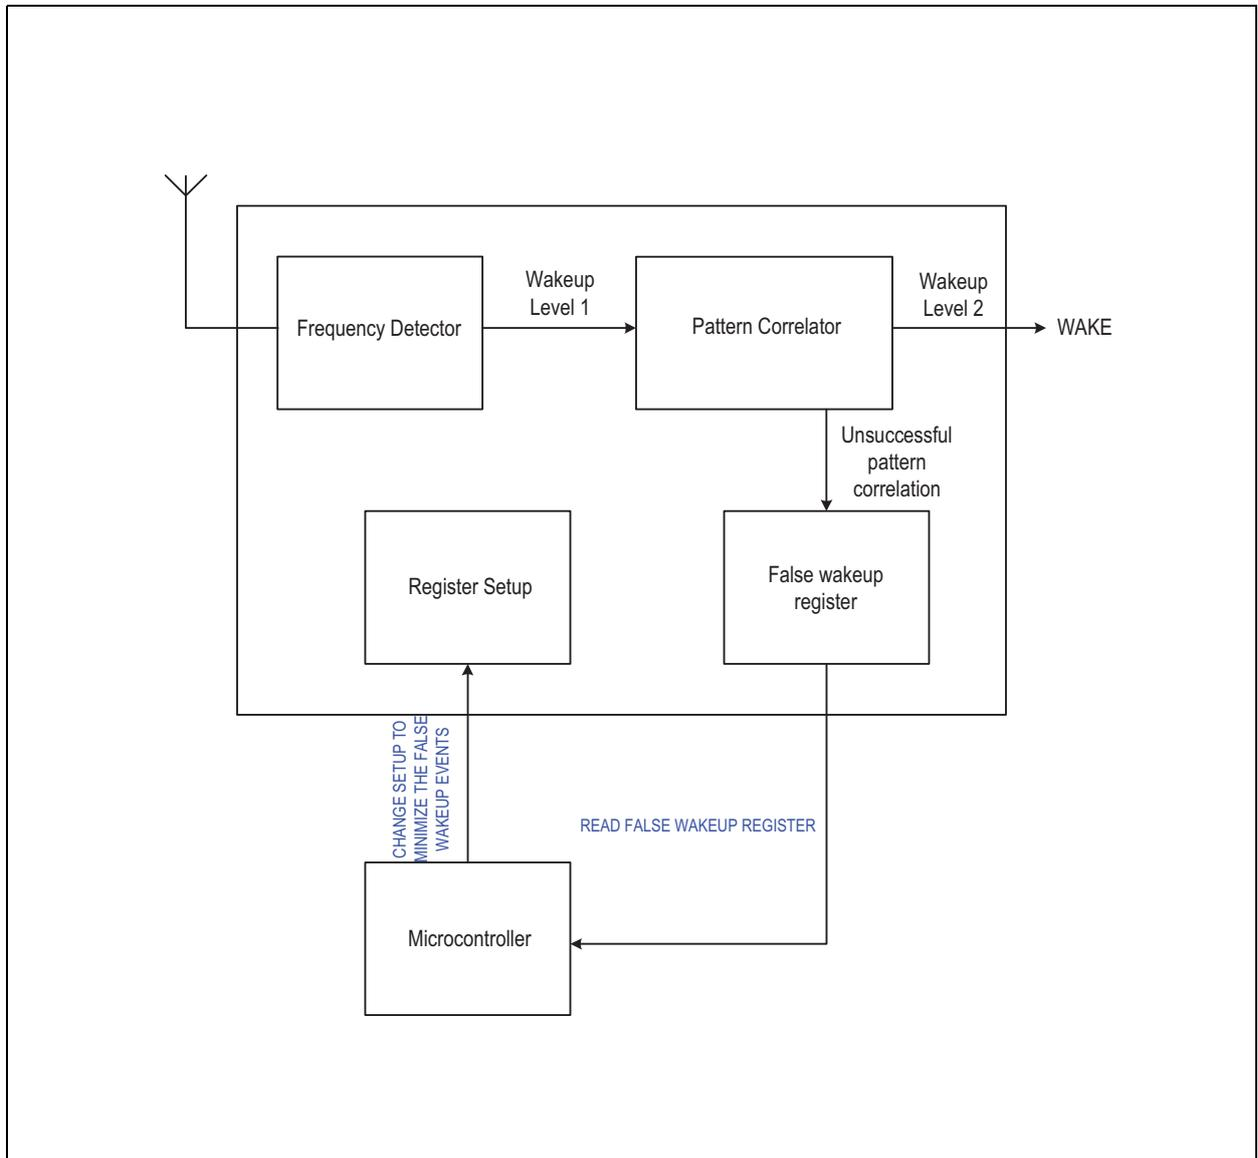 Wakeup
Level 1
Wakeup
Level 2
Frequency Detector
Pattern Correlator
WAKE
Unsuccessful
pattern
correlation
Register Setup
False wakeup
register
CHANGE SETUP TO
MINIMIZE THE FALSE
WAKEUP EVENTS
READ FALSE WAKEUP REGISTER
Microcontroller